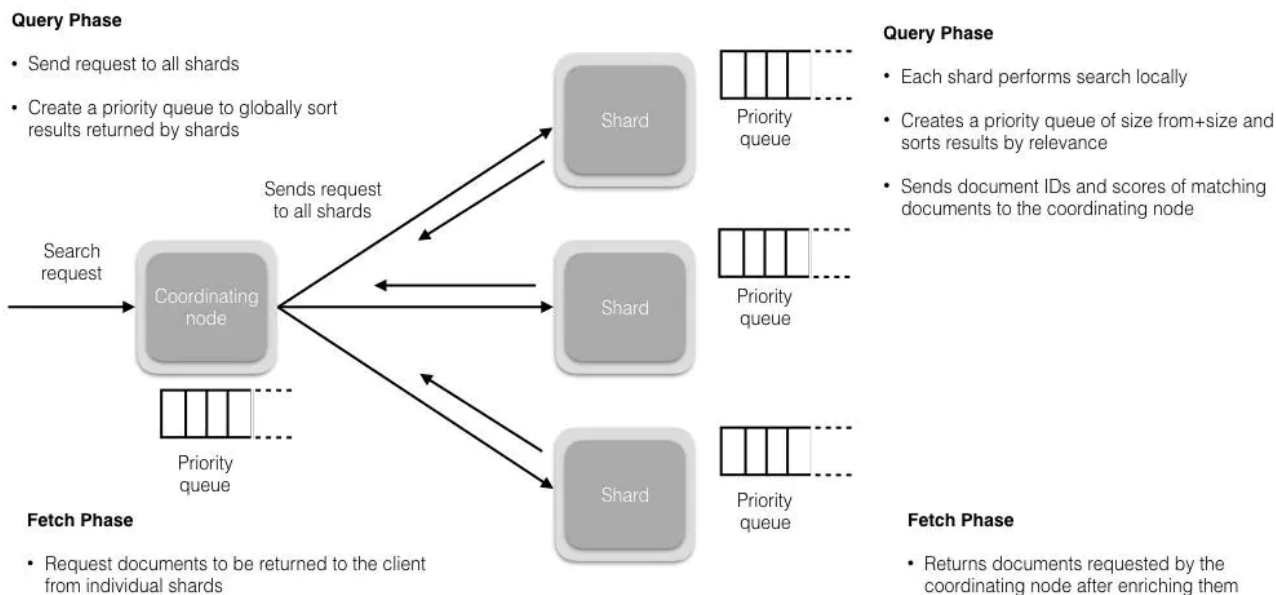 Query Phase
• Send request to all shards
• Create a priority queue to globally sort
results returned by shards
Search
request
Coordinating
node
Priority
queue
Sends request
to all shards
Shard
Priority
queue
Shard
Priority
queue
Shard
Priority
queue
Query Phase
• Each shard performs search locally
• Creates a priority queue of size from+size and
sorts results by relevance
• Sends document IDs and scores of matching
documents to the coordinating node
Fetch Phase
• Request documents to be returned to the client
from individual shards
Fetch Phase
• Returns documents requested by the
coordinating node after enriching them